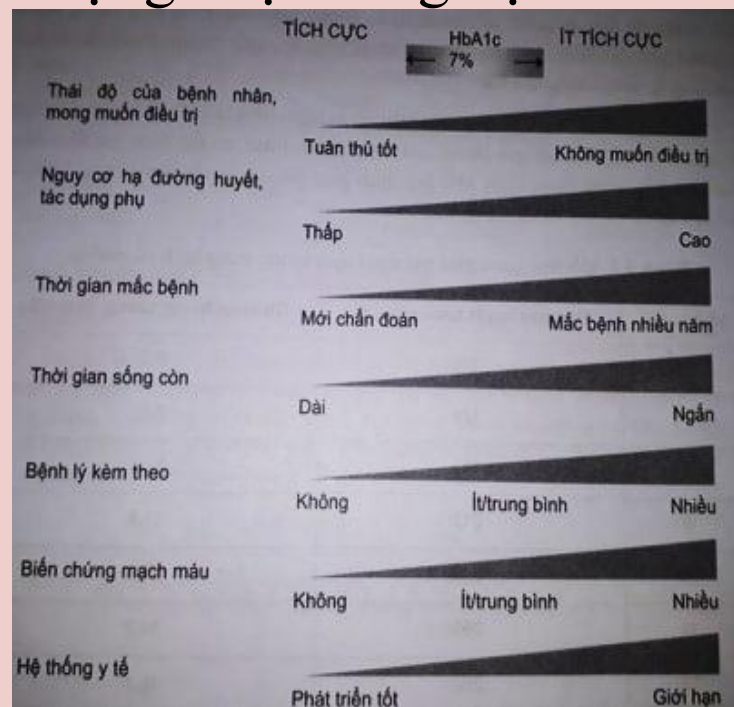 TÍCH CỰC
HbA1c
7%
ÍT TÍCH CỰC
Thái độ của bệnh nhân,
mong muốn điều trị
Tuân thủ tốt
Không muốn điều trị
Nguy cơ hạ đường huyết,
tác dụng phụ
Thấp
Cao
Thời gian mắc bệnh
Mới chẩn đoán
Mắc bệnh nhiều năm
Thời gian sống còn
Dài
Ngắn
Bệnh lý kèm theo
Không
Ít/trung bình
Nhiều
Biến chứng mạch máu
Không
Ít/trung bình
Nhiều
Hệ thống y tế
Phát triển tốt
Giới hạn